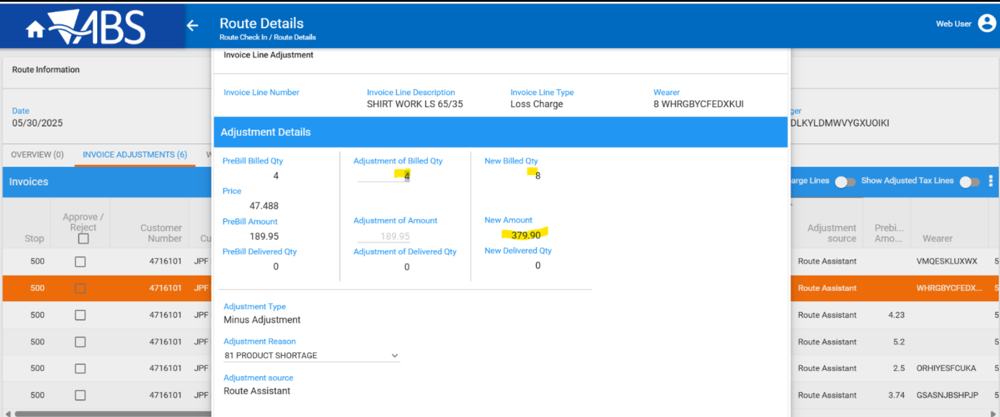 ABS
Route Details
Route Check In / Route Details
Web User
Route Information
Date
05/30/2025
OVERVIEW (0) INVOICE ADJUSTMENTS (6) W
Invoices
Stop
Approve / Reject
Customer Number
Cu
500 4716101 JPF
500 4716101 JPF
500 4716101 JPF
500 4716101 JPF
500 4716101 JPF
500 4716101 JPF
Invoice Line Adjustment
Invoice Line Number
Invoice Line Description
SHIRT WORK LS 65/35
Invoice Line Type
Loss Charge
Wearer
8 WHRGBYCFEDXKUI
Adjustment Details
PreBill Billed Qty
4
Price
47.488
PreBill Amount
189.95
PreBill Delivered Qty
0
Adjustment of Billed Qty
4
Adjustment of Amount
189.95
Adjustment of Delivered Qty
0
New Billed Qty
8
New Amount
379.90
New Delivered Qty
0
Adjustment Type
Minus Adjustment
Adjustment Reason
81 PRODUCT SHORTAGE
Adjustment source
Route Assistant
ger
DLKYLDMWVYGXUOIKI
arge Lines Show Adjusted Tax Lines
Adjustment source
Prebi... Amo...
Wearer
Route Assistant VMQESKLUXWX 5
Route Assistant WHRGBYCFEDX... 5
Route Assistant 4.23 5
Route Assistant 5.2 5
Route Assistant 2.5 ORHIYESFCUKA 5
Route Assistant 3.74 GSASNJBSHPJP 5